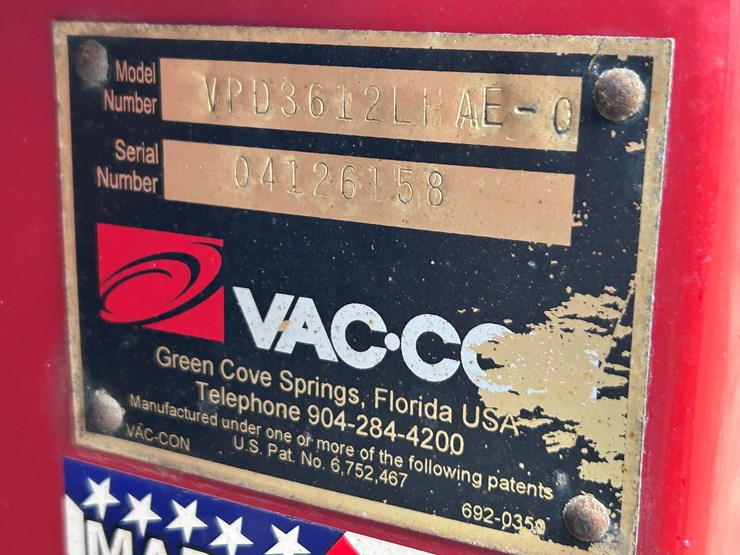 Model Number VPD3612LHAE-0
Serial Number 04126158
VAC·CO
Green Cove Springs, Florida USA
Telephone 904-284-4200
Manufactured under one or more of the following patents
VAC-CON U.S. Pat. No. 6,752,467
692-0350